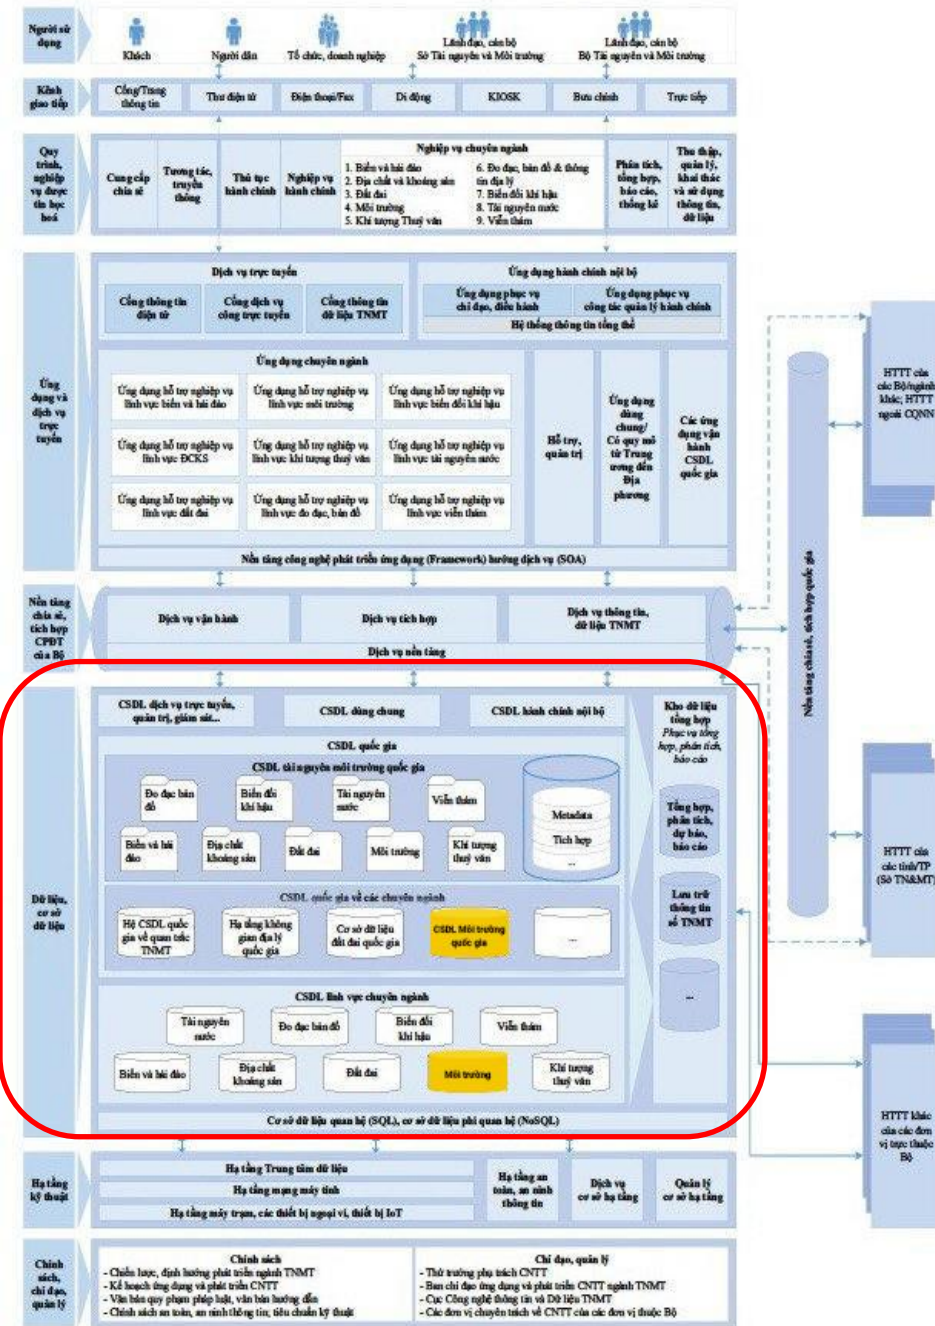 Người sử
dụng
Khách
Người dân
Tổ chức, doanh nghiệp
Lãnh đạo, cán bộ
Sở Tài nguyên và Môi trường
Lãnh đạo, cán bộ
Bộ Tài nguyên và Môi trường
Kênh
giao tiếp
Cổng/Trang
thông tin
Thư điện tử
Điện thoại/Fax
Di động
KIOSK
Bưu chính
Trực tiếp
Quy
trình,
nghiệp
vụ được
tin học
hoá
Cung cấp
chia sẻ
Tương tác,
truyền
thông
Thủ tục
hành chính
Nghiệp vụ
hành chính
Nghiệp vụ chuyên ngành
1. Biển và hải đảo
2. Địa chất và khoáng sản
3. Đất đai
4. Môi trường
5. Khí tượng Thuỷ văn
6. Đo đạc, bản đồ & thông
tin địa lý
7. Biến đổi khí hậu
8. Tài nguyên nước
9. Viễn thám
Phân tích,
tổng hợp,
báo cáo,
thống kê
Thu thập,
quản lý,
khai thác
và sử dụng
thông tin,
dữ liệu
Ứng
dụng và
dịch vụ
trực
tuyến
Dịch vụ trực tuyến
Cổng thông tin
điện tử
Cổng dịch vụ
công trực tuyến
Cổng thông tin
dữ liệu TNMT
Ứng dụng hành chính nội bộ
Ứng dụng phục vụ
chỉ đạo, điều hành
Ứng dụng phục vụ
công tác quản lý hành chính
Hệ thống thông tin tổng thể
Ứng dụng chuyên ngành
Ứng dụng hỗ trợ nghiệp vụ
lĩnh vực biển và hải đảo
Ứng dụng hỗ trợ nghiệp vụ
lĩnh vực môi trường
Ứng dụng hỗ trợ nghiệp vụ
lĩnh vực biến đổi khí hậu
Ứng dụng hỗ trợ nghiệp vụ
lĩnh vực ĐCKS
Ứng dụng hỗ trợ nghiệp vụ
lĩnh vực khí tượng thuỷ văn
Ứng dụng hỗ trợ nghiệp vụ
lĩnh vực tài nguyên nước
Ứng dụng hỗ trợ nghiệp vụ
lĩnh vực đất đai
Ứng dụng hỗ trợ nghiệp vụ
lĩnh vực đo đạc, bản đồ
Ứng dụng hỗ trợ nghiệp vụ
lĩnh vực viễn thám
Hỗ trợ,
quản trị
Ứng dụng
dùng
chung/
Có quy mô
từ Trung
ương đến
Địa
phương
Các ứng
dụng vận
hành
CSDL
quốc gia
Nền tảng công nghệ phát triển ứng dụng (Framework) hướng dịch vụ (SOA)
Nền tảng
chia sẻ,
tích hợp
CPĐT
của Bộ
Dịch vụ vận hành
Dịch vụ tích hợp
Dịch vụ thông tin,
dữ liệu TNMT
Dịch vụ nền tảng
Nền tảng chia sẻ, tích hợp quốc gia
HTTT của
các Bộ/ngành
khác; HTTT
ngoài CQNN
HTTT của
các tỉnh/TP
(Sở TN&MT)
HTTT khác
của các đơn
vị trực thuộc
Bộ
Dữ liệu,
cơ sở
dữ liệu
CSDL dịch vụ trực tuyến,
quản trị, giám sát...
CSDL dùng chung
CSDL hành chính nội bộ
CSDL quốc gia
CSDL tài nguyên môi trường quốc gia
Đo đạc bản
đồ
Biến đổi
khí hậu
Tài nguyên
nước
Viễn thám
Biển và hải
đảo
Địa chất
khoáng sản
Đất đai
Môi trường
Khí tượng
thuỷ văn
Metadata
Tích hợp
...
CSDL quốc gia về các chuyên ngành
Hệ CSDL quốc
gia về quan trắc
TNMT
Hạ tầng không
gian địa lý
quốc gia
Cơ sở dữ liệu
đất đai quốc gia
CSDL Môi trường
quốc gia
...
CSDL lĩnh vực chuyên ngành
Tài nguyên
nước
Đo đạc bản đồ
Biến đổi
khí hậu
Viễn thám
Biển và hải đảo
Địa chất
khoáng sản
Đất đai
Môi trường
Khí tượng
thuỷ văn
Kho dữ liệu
tổng hợp
Phục vụ tổng
hợp, phân tích,
báo cáo
Tổng hợp,
phân tích,
dự báo,
báo cáo
Lưu trữ
thông tin
số TNMT
...
Cơ sở dữ liệu quan hệ (SQL), cơ sở dữ liệu phi quan hệ (NoSQL)
Hạ tầng
kỹ thuật
Hạ tầng Trung tâm dữ liệu
Hạ tầng mạng máy tính
Hạ tầng máy trạm, các thiết bị ngoại vi, thiết bị IoT
Hạ tầng an
toàn, an ninh
thông tin
Dịch vụ
cơ sở hạ tầng
Quản lý
cơ sở hạ tầng
Chính
sách,
chỉ đạo,
quản lý
Chính sách
- Chiến lược, định hướng phát triển ngành TNMT
- Kế hoạch ứng dụng và phát triển CNTT
- Văn bản quy phạm pháp luật, văn bản hướng dẫn
- Chính sách an toàn, an ninh thông tin; tiêu chuẩn kỹ thuật
Chỉ đạo, quản lý
- Thứ trưởng phụ trách CNTT
- Ban chỉ đạo ứng dụng và phát triển CNTT ngành TNMT
- Cục Công nghệ thông tin và Dữ liệu TNMT
- Các đơn vị chuyên trách về CNTT của các đơn vị thuộc Bộ